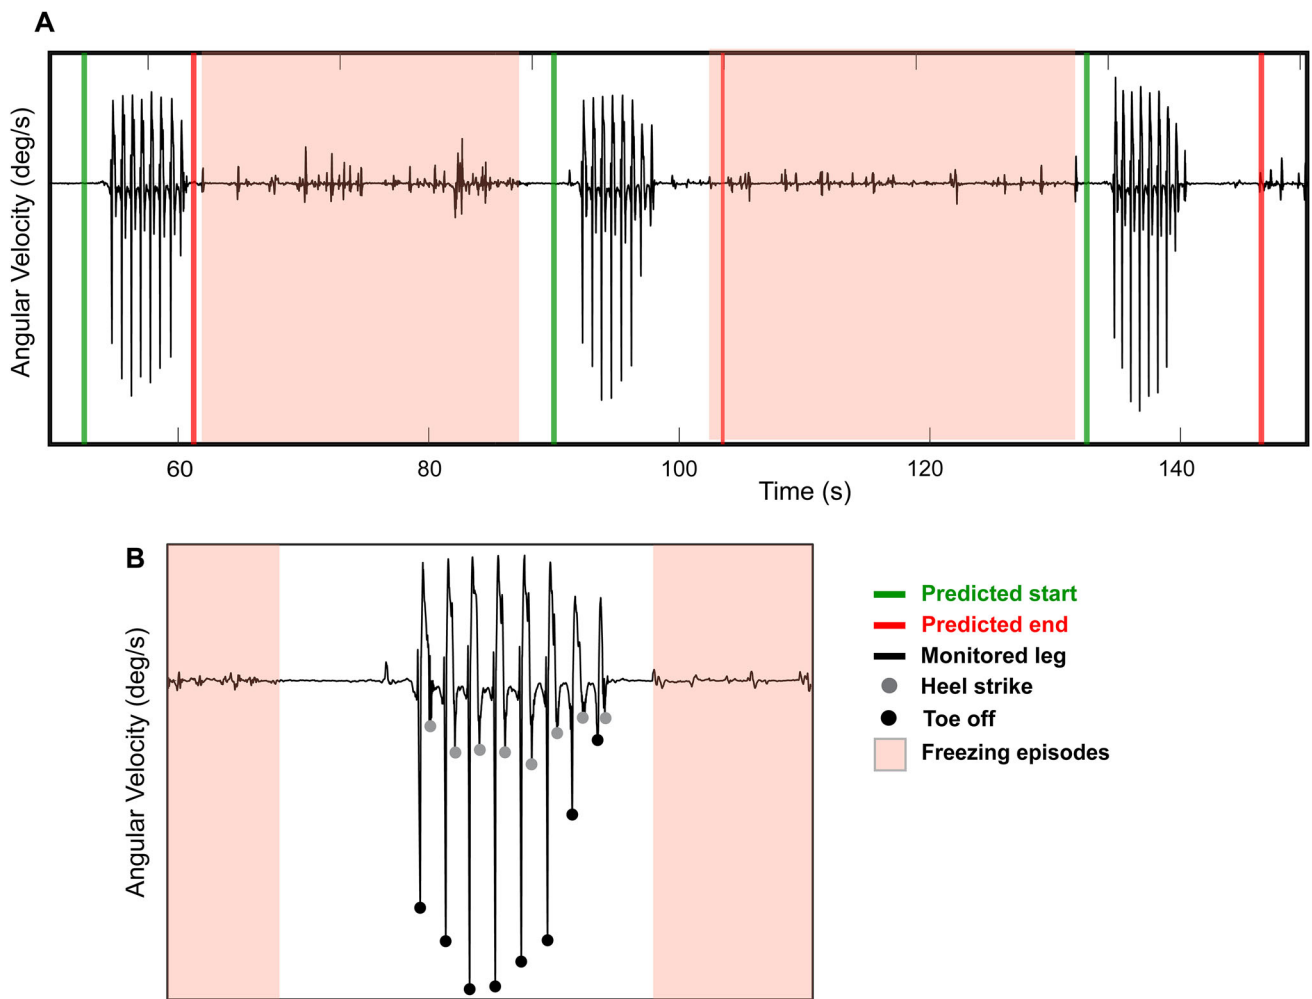 A
Angular Velocity (deg/s)
60 80 100 120 140
Time (s)
B
Angular Velocity (deg/s)
Predicted start
Predicted end
Monitored leg
Heel strike
Toe off
Freezing episodes